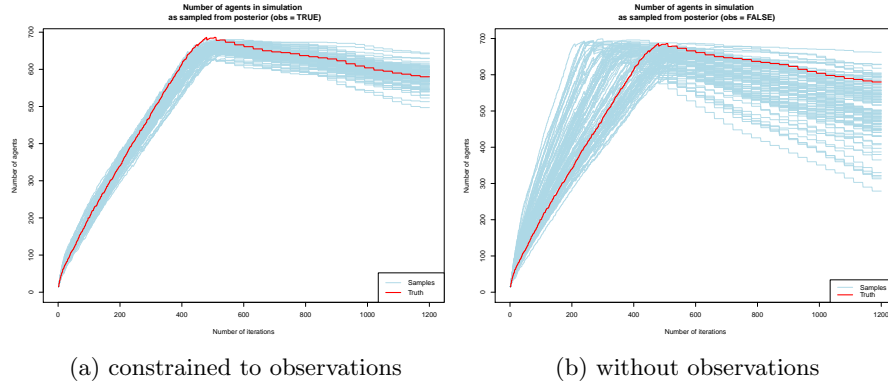 Number of agents in simulation
as sampled from posterior (obs = TRUE)
Number of agents
700
600
500
400
300
200
100
0
0 200 400 600 800 1000 1200
Number of iterations
Samples
Truth
(a) constrained to observations
Number of agents in simulation
as sampled from posterior (obs = FALSE)
Number of agents
700
600
500
400
300
200
100
0
0 200 400 600 800 1000 1200
Number of iterations
Samples
Truth
(b) without observations